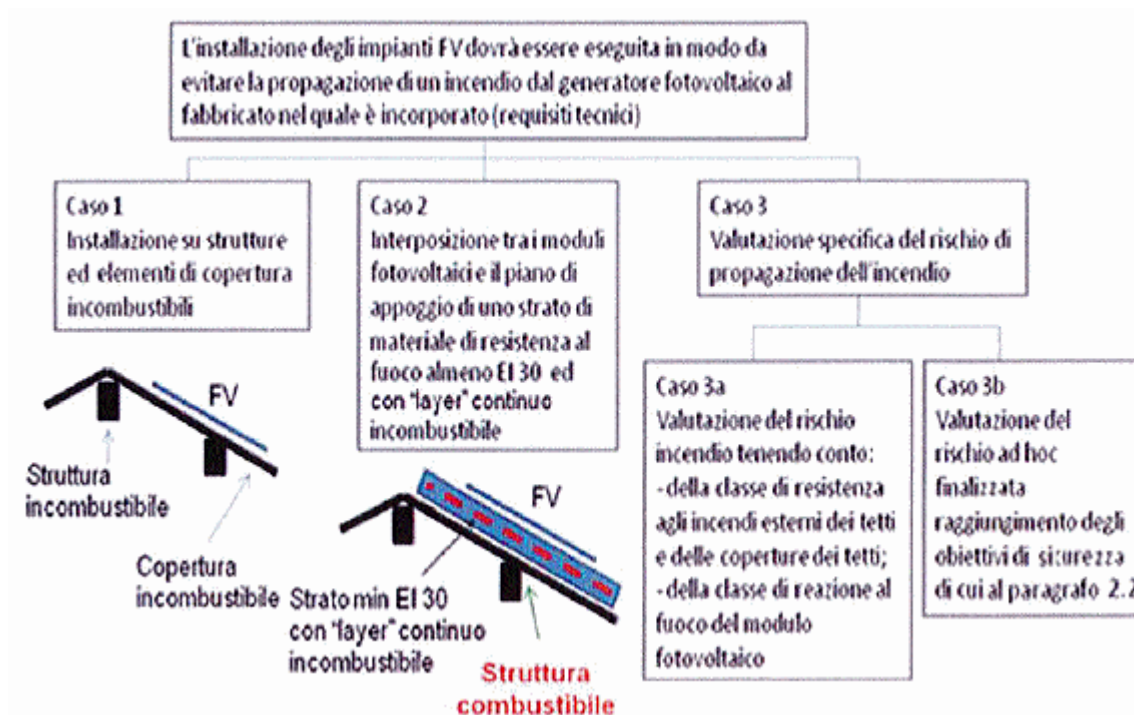 L'installazione degli impianti FV dovrà essere eseguita in modo da
evitare la propagazione di un incendio dal generatore fotovoltaico al
fabbricato nel quale è incorporato (requisiti tecnici)
Caso 1
Installazione su strutture
ed elementi di copertura
incombustibili
Caso 2
Interposizione tra i moduli
fotovoltaici e il piano di
appoggio di uno strato di
materiale di resistenza al
fuoco almeno EI 30 ed
con "layer" continuo
incombustibile
Caso 3
Valutazione specifica del rischio di
propagazione dell'incendio
Caso 3a
Valutazione del rischio
incendio tenendo conto:
- della classe di resistenza
agli incendi esterni dei tetti
e delle coperture dei tetti;
- della classe di reazione al
fuoco del modulo
fotovoltaico
Caso 3b
Valutazione del
rischio ad hoc
finalizzata
raggiungimento degli
obiettivi di sicurezza
di cui al paragrafo 2.2
FV
Struttura
incombustibile
Copertura
incombustibile
FV
Strato min EI 30
con "layer" continuo
incombustibile
Struttura
combustibile